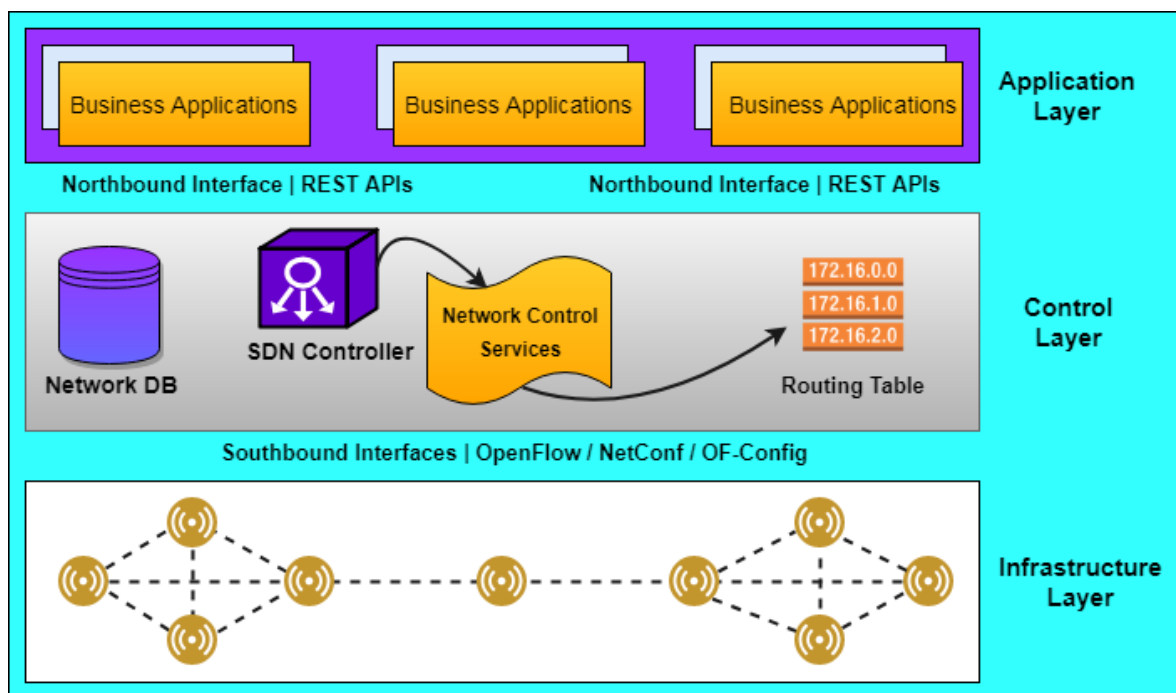 Business Applications
Business Applications
Business Applications
Application
Layer
Northbound Interface | REST APIs
Northbound Interface | REST APIs
Network DB
SDN Controller
Network Control
Services
172.16.0.0
172.16.1.0
172.16.2.0
Routing Table
Control
Layer
Southbound Interfaces | OpenFlow / NetConf / OF-Config
Infrastructure
Layer